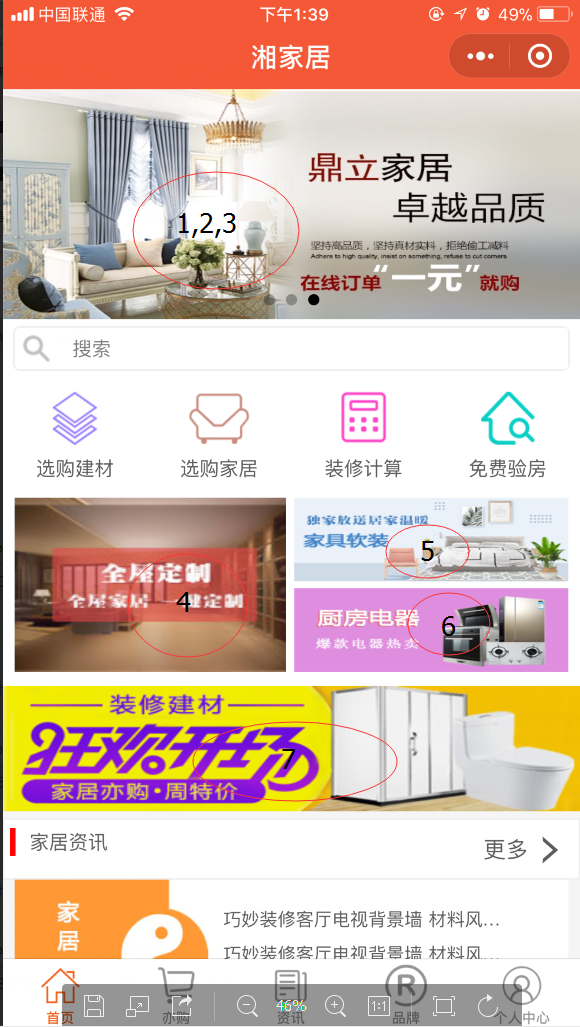 中国联通
下午1:39
49%
湘家居
鼎立家居
卓越品质
1,2,3
坚持高品质，坚持真材实料，拒绝偷工减料
Adhere to high quality, insist on something, refuse to cut corners
在线订单“一元”就购
搜索
选购建材
选购家居
装修计算
免费验房
全屋定制
全屋家居
4
健定制
独家放送居家温暖
家具软装
5
厨房电器
爆款电器热卖
6
装修建材
狂欢开场
7
家居亦购·周特价
家居资讯
更多
家
居
巧妙装修客厅电视背景墙 材料风...
巧妙装修客厅电视背景墙 材料风...
首页
亦购
46%
资讯
1:1
品牌
个人中心